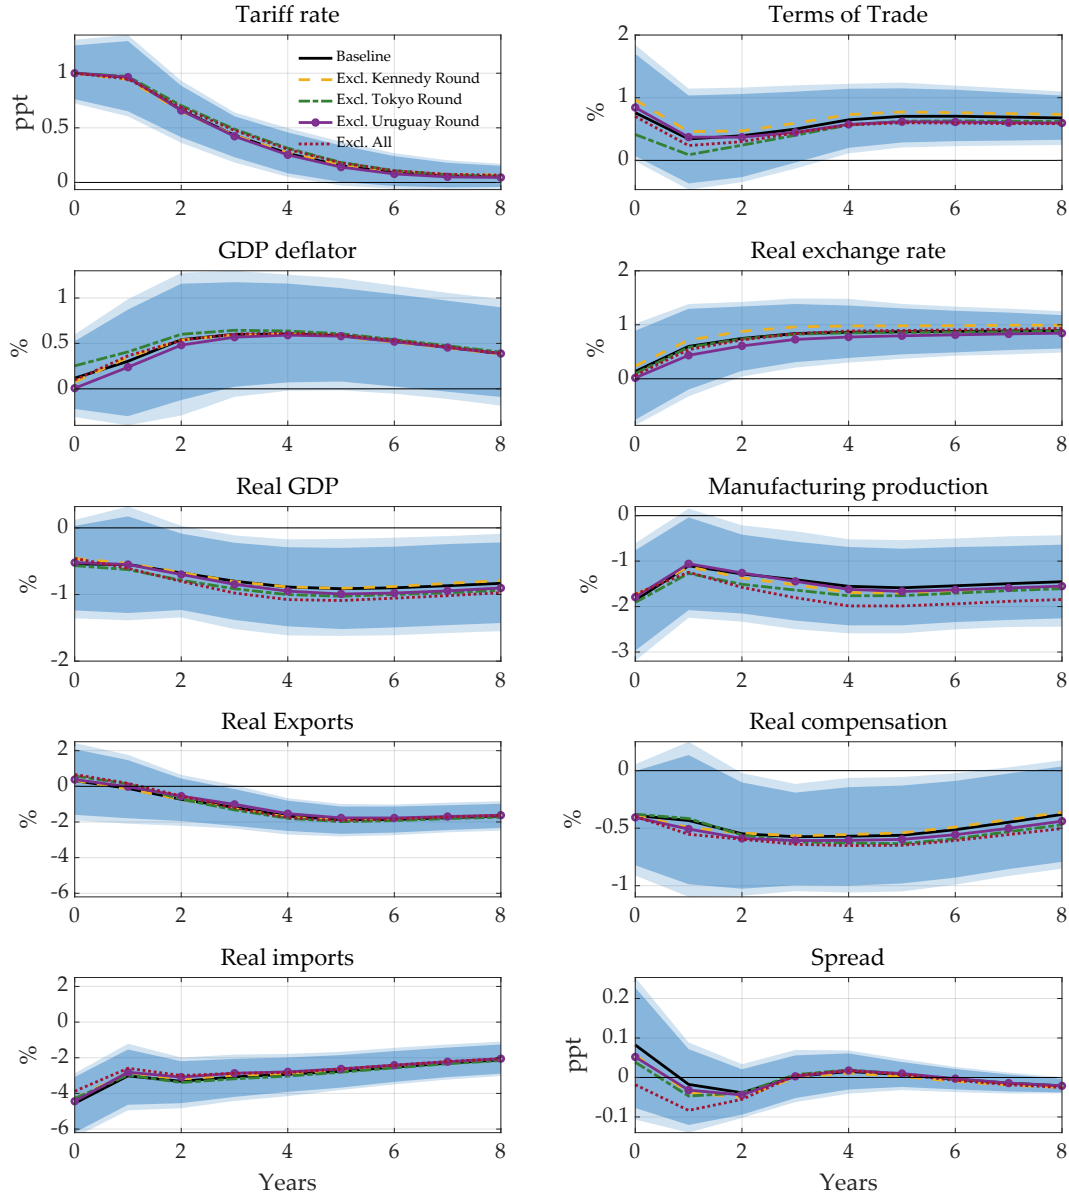 Tariff rate
1
0.5
0
ppt
0 2 4 6 8
Baseline
Excl. Kennedy Round
Excl. Tokyo Round
Excl. Uruguay Round
Excl. All
Terms of Trade
2
1
0
%
0 2 4 6 8
GDP deflator
1
0.5
0
%
0 2 4 6 8
Real exchange rate
2
1
0
%
0 2 4 6 8
Real GDP
0
-1
-2
%
0 2 4 6 8
Manufacturing production
0
-1
-2
-3
%
0 2 4 6 8
Real Exports
2
0
-2
-4
-6
%
0 2 4 6 8
Real compensation
0
-0.5
-1
%
0 2 4 6 8
Real imports
2
0
-2
-4
-6
%
0 2 4 6 8
Years
Spread
0.2
0.1
0
-0.1
ppt
0 2 4 6 8
Years